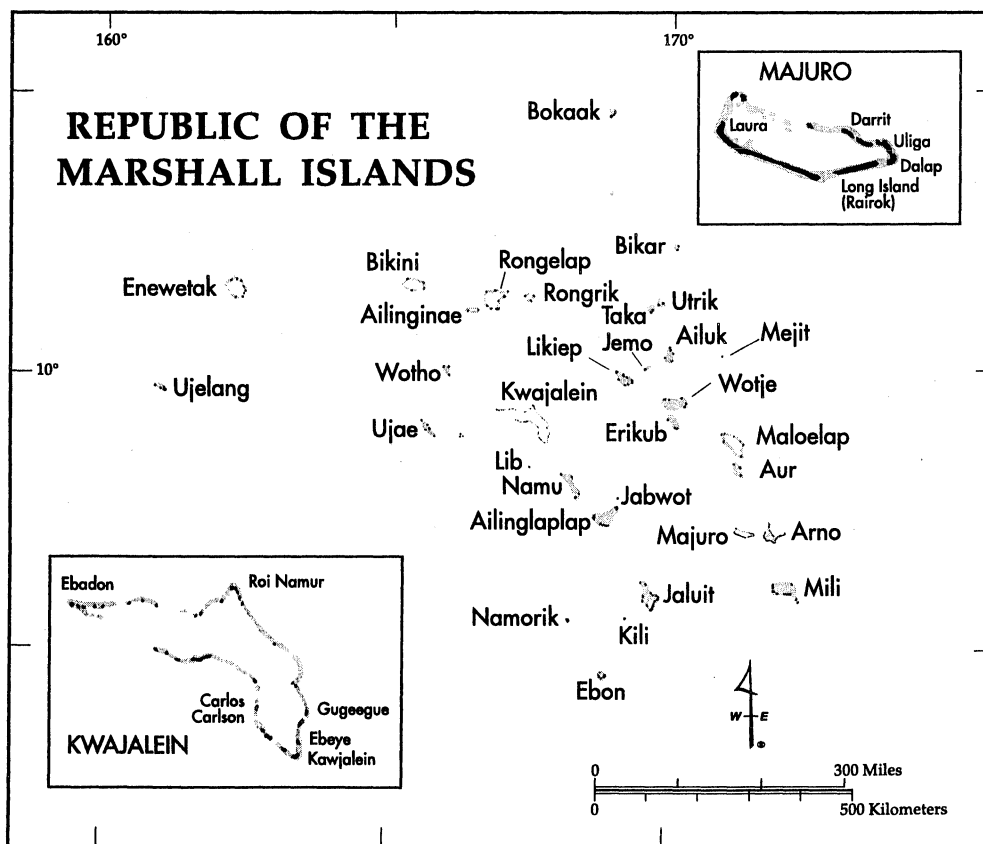 160°
170°
REPUBLIC OF THE
MARSHALL ISLANDS
Bokaak
MAJURO
Laura
Darrit
Uliga
Dalap
Long Island
(Rairok)
Bikar
Bikini
Rongelap
Enewetak
Rongrik
Utrik
Ailinginae
Taka
Jemo
Ailuk
Mejit
Likiep
10°
Wotho
Ujelang
Kwajalein
Wotje
Ujae
Erikub
Maloelap
Lib
Aur
Namu
Jabwot
Ailinglaplap
Majuro
Arno
Ebadon
Roi Namur
Jaluit
Mili
Namorik
Kili
Carlos
Carlson
Gugeegue
Ebeye
Kawjalein
KWAJALEIN
Ebon
W
E
0
300 Miles
0
500 Kilometers